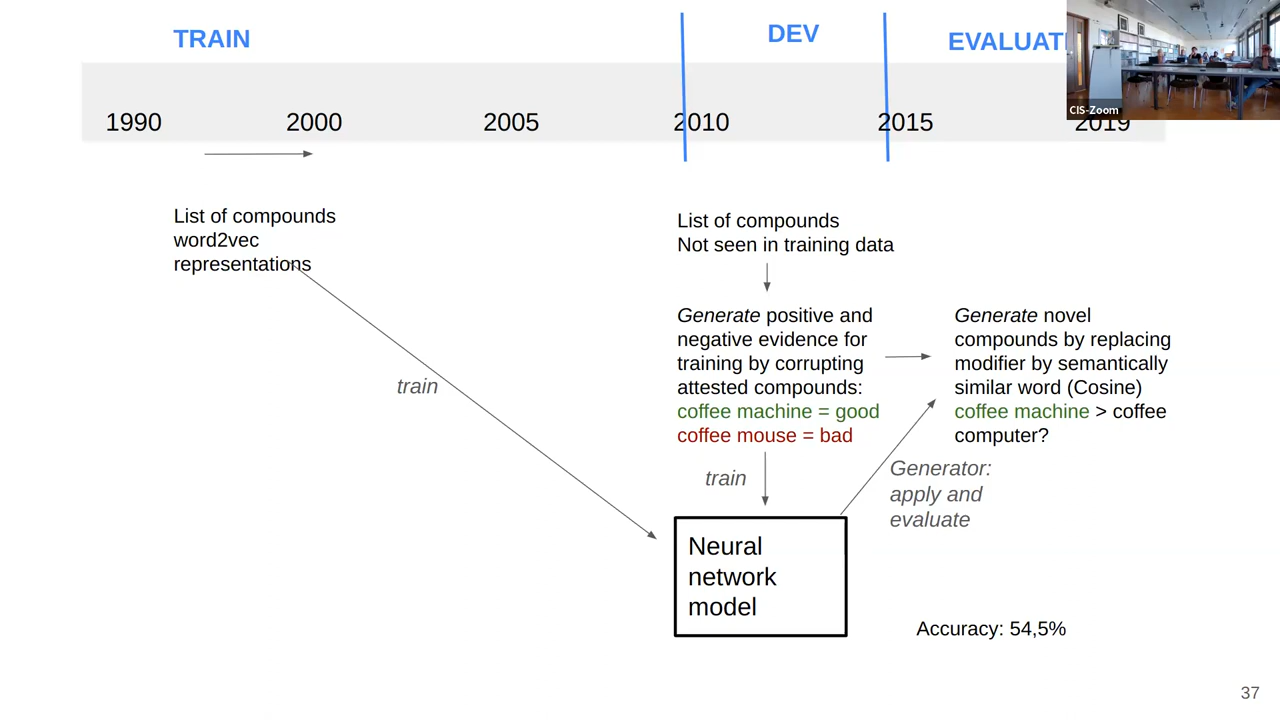 TRAIN
DEV
CIS-Zoom
1990
2000
2005
2010
2015
2019
List of compounds
word2vec
representations
train
List of compounds
Not seen in training data
Generate positive and
negative evidence for
training by corrupting
attested compounds:
coffee machine = good
coffee mouse = bad
train
Generate novel
compounds by replacing
modifier by semantically
similar word (Cosine)
coffee machine > coffee
computer?
Generator:
apply and
evaluate
Neural
network
model
Accuracy: 54,5%
37